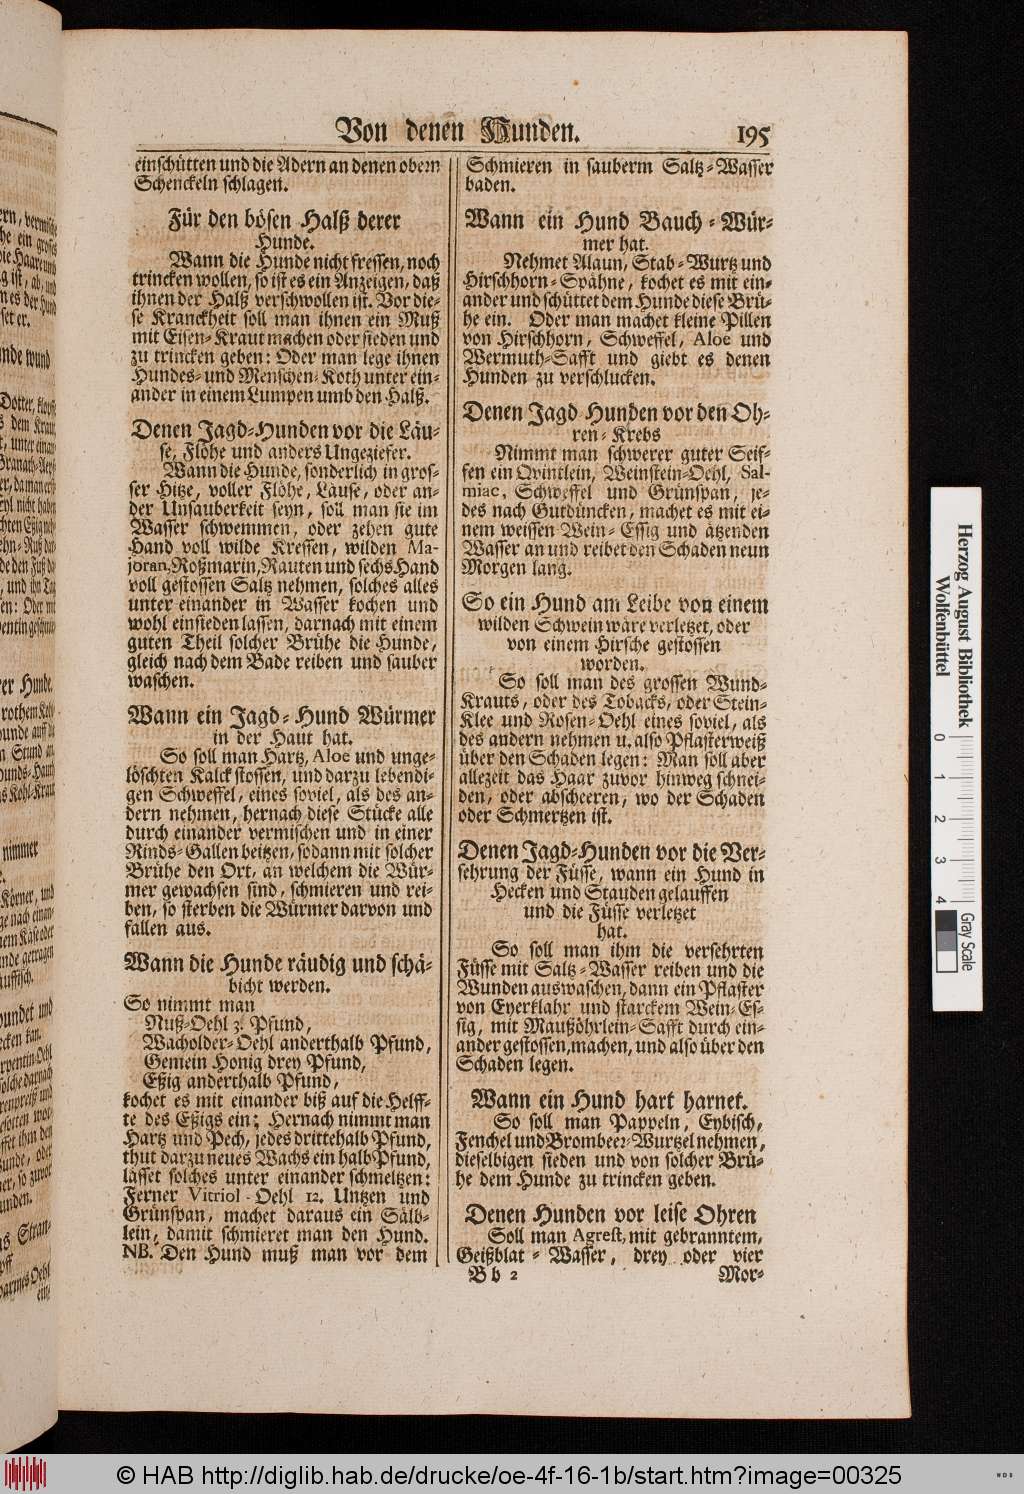 Von denen Hunden. 195
einschütten und die Adern an denen obern
Schenckeln schlagen.
Für den bösen Halß derer
Hunde.
Wann die Hunde nicht fressen, noch
trincken wollen, so ist es ein Anzeigen, daß
ihnen der Halß verschwollen ist. Vor die-
se Kranckheit soll man ihnen ein Muß
mit Eisen-Kraut machen oder sieden und
zu trincken geben: Oder man lege ihnen
Hundes- und Menschen-Koth unter ein-
ander in einem Lumpen umb den Halß.
Denen Jagd-Hunden vor die Läu-
se, Flöhe und anders Ungeziefer.
Wann die Hunde, sonderlich in gros-
ser Hitze, voller Flöhe, Läuse, oder an-
der Unsauberkeit seyn, soll man sie im
Wasser schwemmen, oder zehen gute
Hand voll wilde Kressen, wilden Ma-
joran, Roßmarin, Rauten und sechs Hand
voll gestossen Saltz nehmen, solches alles
unter einander in Wasser kochen und
wohl einsieden lassen, darnach mit einem
guten Theil solcher Brühe die Hunde,
gleich nach dem Bade reiben und sauber
waschen.
Wann ein Jagd-Hund Würmer
in der Haut hat.
So soll man Hartz, Aloe und unge-
löschten Kalck stossen, und darzu lebendi-
gen Schweffel, eines soviel, als des an-
dern nehmen, hernach diese Stücke alle
durch einander vermischen und in einer
Rinds-Gallen beitzen, sodann mit solcher
Brühe den Ort, an welchem die Wür-
mer gewachsen sind, schmieren und rei-
ben, so sterben die Würmer darvon und
fallen aus.
Wann die Hunde räudig und schä-
bicht werden.
So nimmt man
Nuß-Oehl 3. Pfund,
Wacholder-Oehl anderthalb Pfund,
Gemein Honig drey Pfund,
Eßig anderthalb Pfund,
kochet es mit einander biß auf die Helff-
te des Eßigs ein; Hernach nimmt man
Hartz und Pech, jedes drittehalb Pfund,
thut darzu neues Wachs ein halb Pfund,
lässet solches unter einander schmeltzen:
Ferner Vitriol-Oehl 12. Untzen und
Grünspan, machet daraus ein Sälb-
lein, damit schmieret man den Hund.
NB. Den Hund muß man vor dem
Schmieren in sauberm Saltz-Wasser
baden.
Wann ein Hund Bauch-Wür-
mer hat.
Nehmet Alaun, Stab-Wurtz und
Hirschhorn-Spähne, kochet es mit ein-
ander und schüttet dem Hunde diese Brü-
he ein. Oder man machet kleine Pillen
von Hirschhorn, Schweffel, Aloe und
Wermuth-Safft und giebt es denen
Hunden zu verschlucken.
Denen Jagd Hunden vor den Oh-
ren-Krebs
Nimmt man schwerer guter Seif-
fen ein Qvintlein, Weinstein-Oehl, Sal-
miac, Schweffel und Grünspan, je-
des nach Gutdüncken, machet es mit ei-
nem weissen Wein-Essig und ätzenden
Wasser an und reibet den Schaden neun
Morgen lang.
So ein Hund am Leibe von einem
wilden Schwein wäre verletzet, oder
von einem Hirsche gestossen
worden.
So soll man des grossen Wund-
Krauts, oder des Tobacks, oder Stein-
Klee und Rosen-Oehl eines soviel, als
des andern nehmen u. also Pflasterweiß
über den Schaden legen: Man soll aber
allezeit das Haar zuvor hinweg schnei-
den, oder abscheeren, wo der Schaden
oder Schmertzen ist.
Denen Jagd-Hunden vor die Ver-
sehrung der Füsse, wann ein Hund in
Hecken und Stauden gelauffen
und die Füsse verletzet
hat.
So soll man ihm die versehrten
Füsse mit Saltz-Wasser reiben und die
Wunden auswaschen, dann ein Pflaster
von Eyerklahr und starckem Wein-Es-
sig, mit Maußöhrlein-Safft durch ein-
ander gestossen, machen, und also über den
Schaden legen.
Wann ein Hund hart harnet.
So soll man Pappeln, Eybisch,
Fenchel und Brombeer-Wurtzel nehmen,
dieselbigen sieden und von solcher Brü-
he dem Hunde zu trincken geben.
Denen Hunden vor leise Ohren
Soll man Agrest, mit gebranntem,
Geißblat-Wasser, drey oder vier
Bb 2 Mor-
Herzog August Bibliothek
Wolfenbüttel
0 1 2 3 4
Gray Scale
© HAB http://diglib.hab.de/drucke/oe-4f-16-1b/start.htm?image=00325